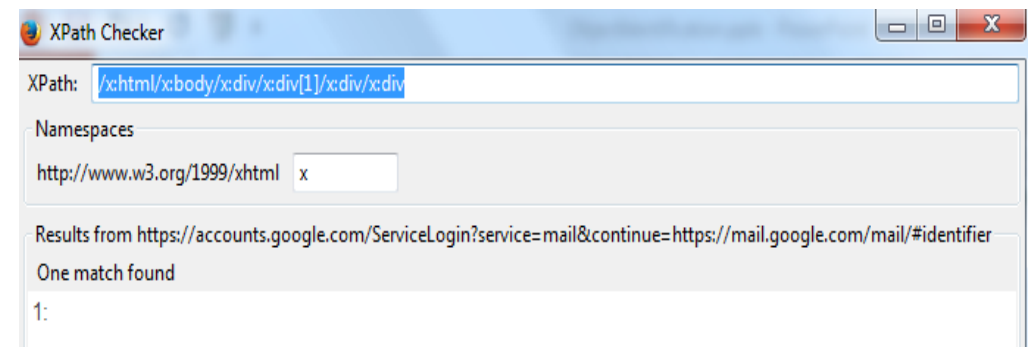 XPath Checker
XPath: /x:html/x:body/x:div/x:div[1]/x:div/x:div
Namespaces
http://www.w3.org/1999/xhtml x
Results from https://accounts.google.com/ServiceLogin?service=mail&continue=https://mail.google.com/mail/#identifier
One match found
1: